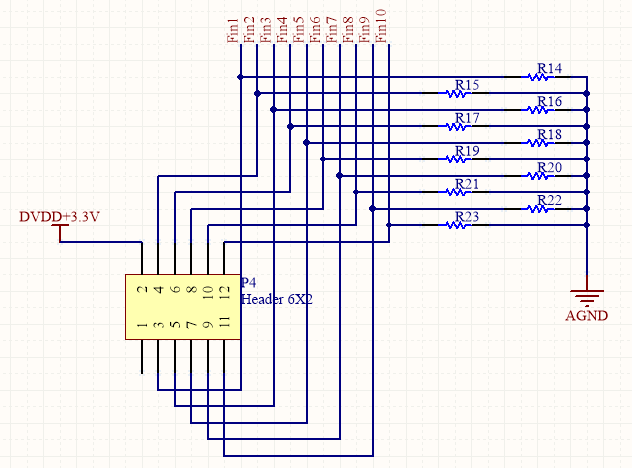 Fin1 Fin2 Fin3 Fin4 Fin5 Fin6 Fin7 Fin8 Fin9 Fin10
R14
R15
R16
R17
R18
R19
R20
R21
R22
R23
DVDD+3.3V
P4
2 4 6 8 10 12
Header 6X2
1 3 5 7 9 11
AGND